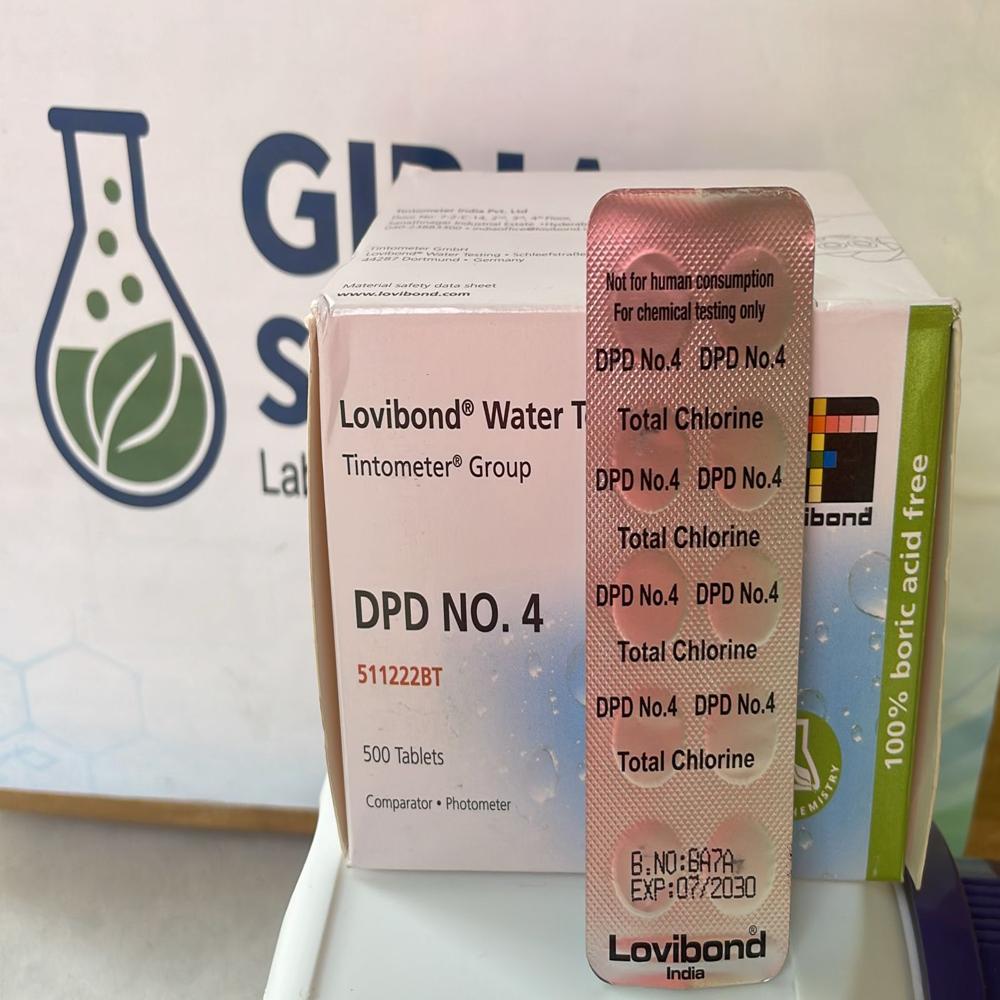 Tintometer India Pvt. Ltd
Tintometer GmbH
Lovibond® Water Testing • Schleefstraße
44287 Dortmund • Germany
Material safety data sheet
www.lovibond.com
Lovibond® Water T
Tintometer® Group
DPD NO. 4
511222BT
500 Tablets
Comparator • Photometer
ibond
100% boric acid free
EMISTRY
Not for human consumption
For chemical testing only
DPD No.4 DPD No.4
Total Chlorine
DPD No.4 DPD No.4
Total Chlorine
DPD No.4 DPD No.4
Total Chlorine
DPD No.4 DPD No.4
Total Chlorine
B.NO:6A7A
EXP:07/2030
Lovibond®
India